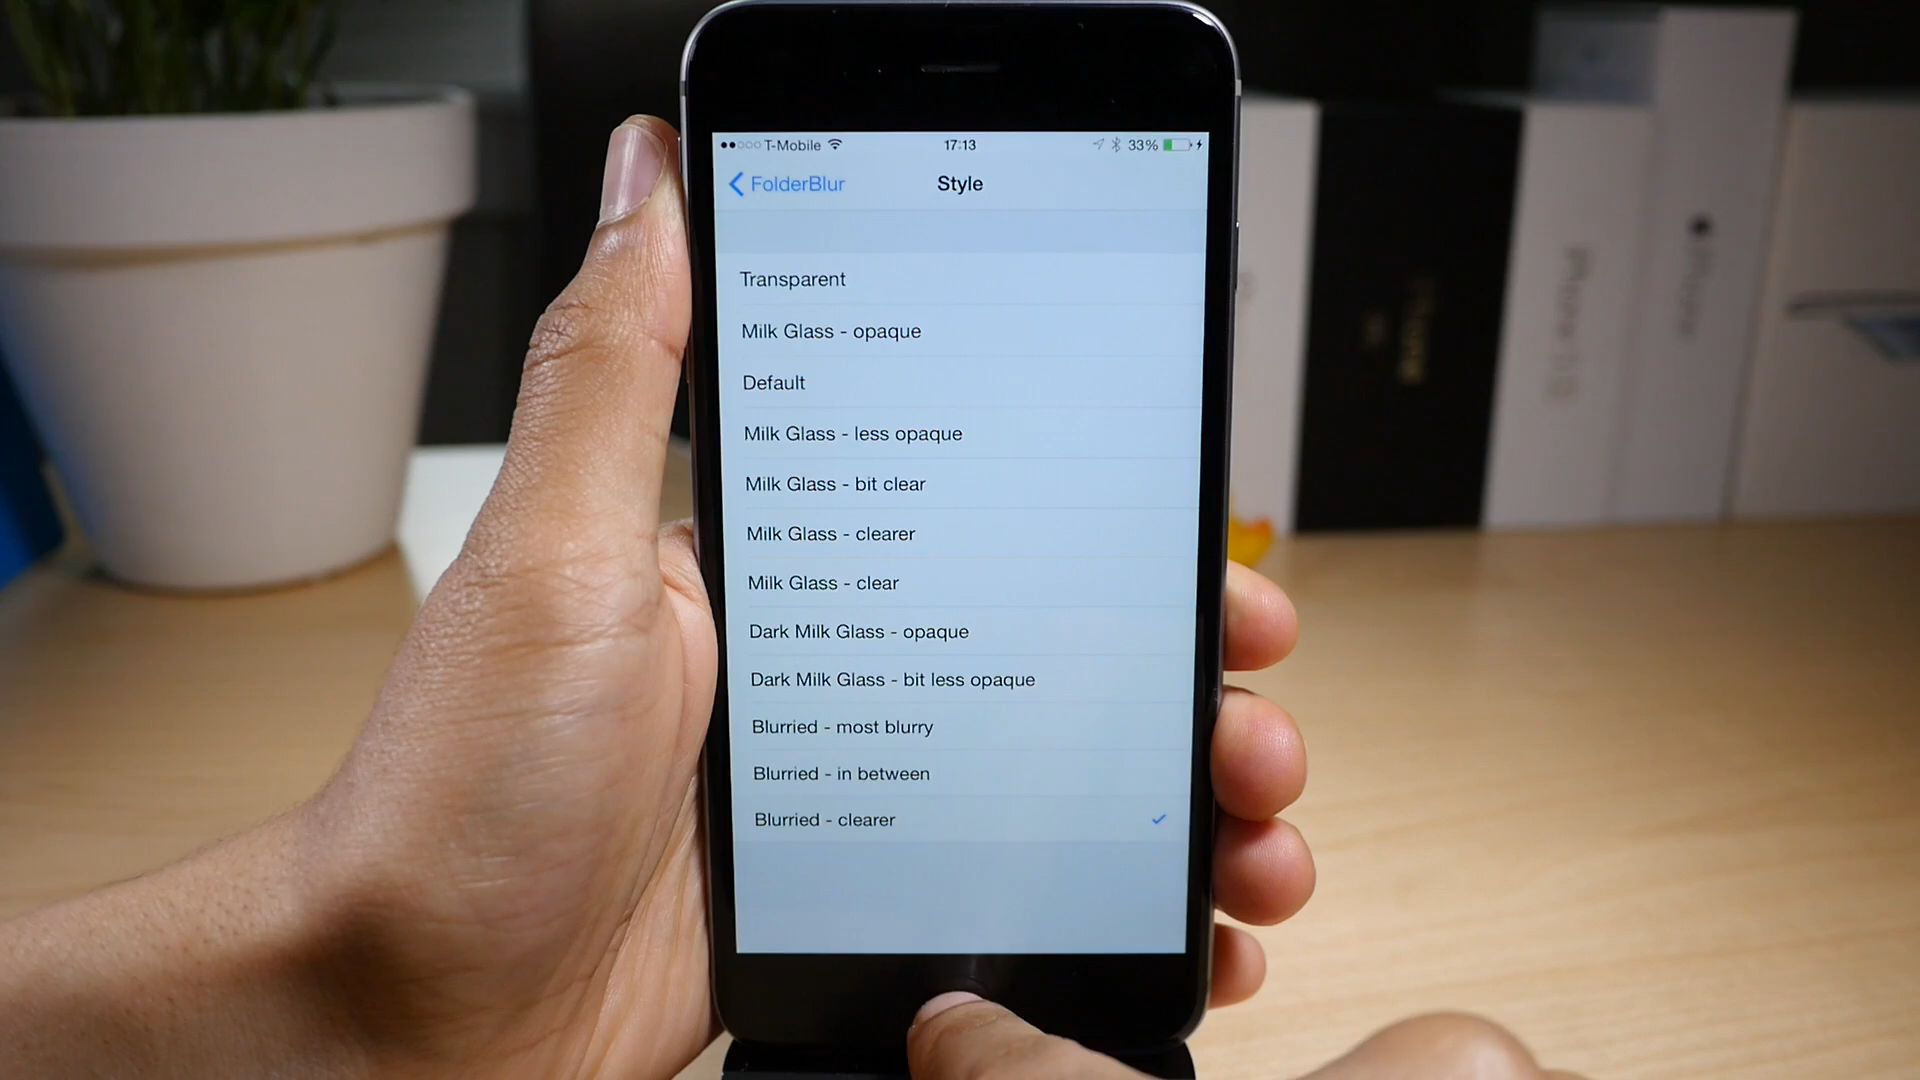 T-Mobile 17:13 33%
FolderBlur Style
Transparent
Milk Glass - opaque
Default
Milk Glass - less opaque
Milk Glass - bit clear
Milk Glass - clearer
Milk Glass - clear
Dark Milk Glass - opaque
Dark Milk Glass - bit less opaque
Blurried - most blurry
Blurried - in between
Blurried - clearer
iPhone